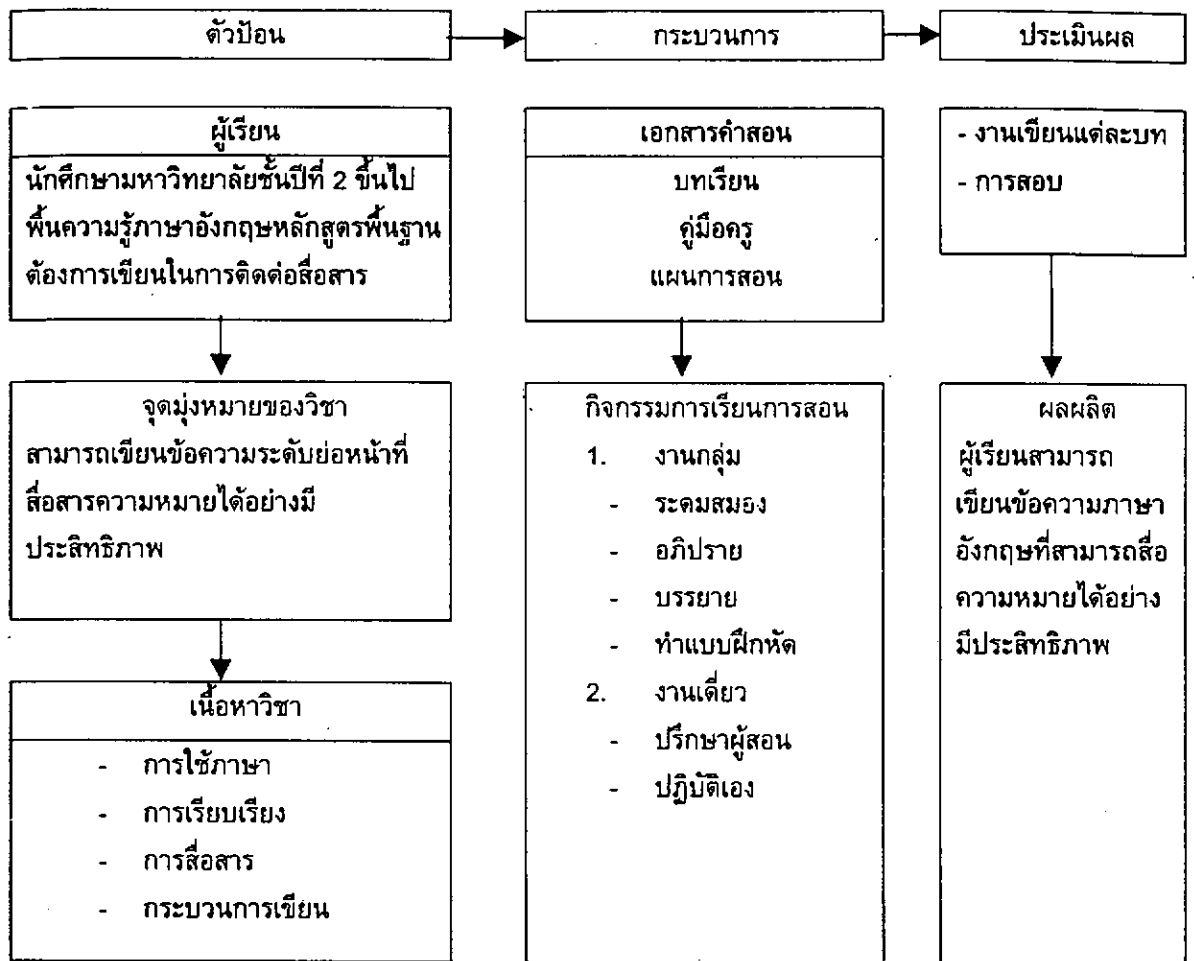 ตัวป้อน
กระบวนการ
ประเมินผล
ผู้เรียน
นักศึกษามหาวิทยาลัยชั้นปีที่ 2 ขึ้นไป
พื้นความรู้ภาษาอังกฤษหลักสูตรพื้นฐาน
ต้องการเขียนในการติดต่อสื่อสาร
จุดมุ่งหมายของวิชา
สามารถเขียนข้อความระดับย่อหน้าที่
สื่อสารความหมายได้อย่างมี
ประสิทธิภาพ
เนื้อหาวิชา
- การใช้ภาษา
- การเรียบเรียง
- การสื่อสาร
- กระบวนการเขียน
เอกสารคำสอน
บทเรียน
คู่มือครู
แผนการสอน
กิจกรรมการเรียนการสอน
1. งานกลุ่ม
- ระดมสมอง
- อภิปราย
- บรรยาย
- ทำแบบฝึกหัด
2. งานเดี่ยว
- ปรึกษาผู้สอน
- ปฏิบัติเอง
- งานเขียนแต่ละบท
- การสอบ
ผลผลิต
ผู้เรียนสามารถ
เขียนข้อความภาษา
อังกฤษที่สามารถสื่อ
ความหมายได้อย่าง
มีประสิทธิภาพ